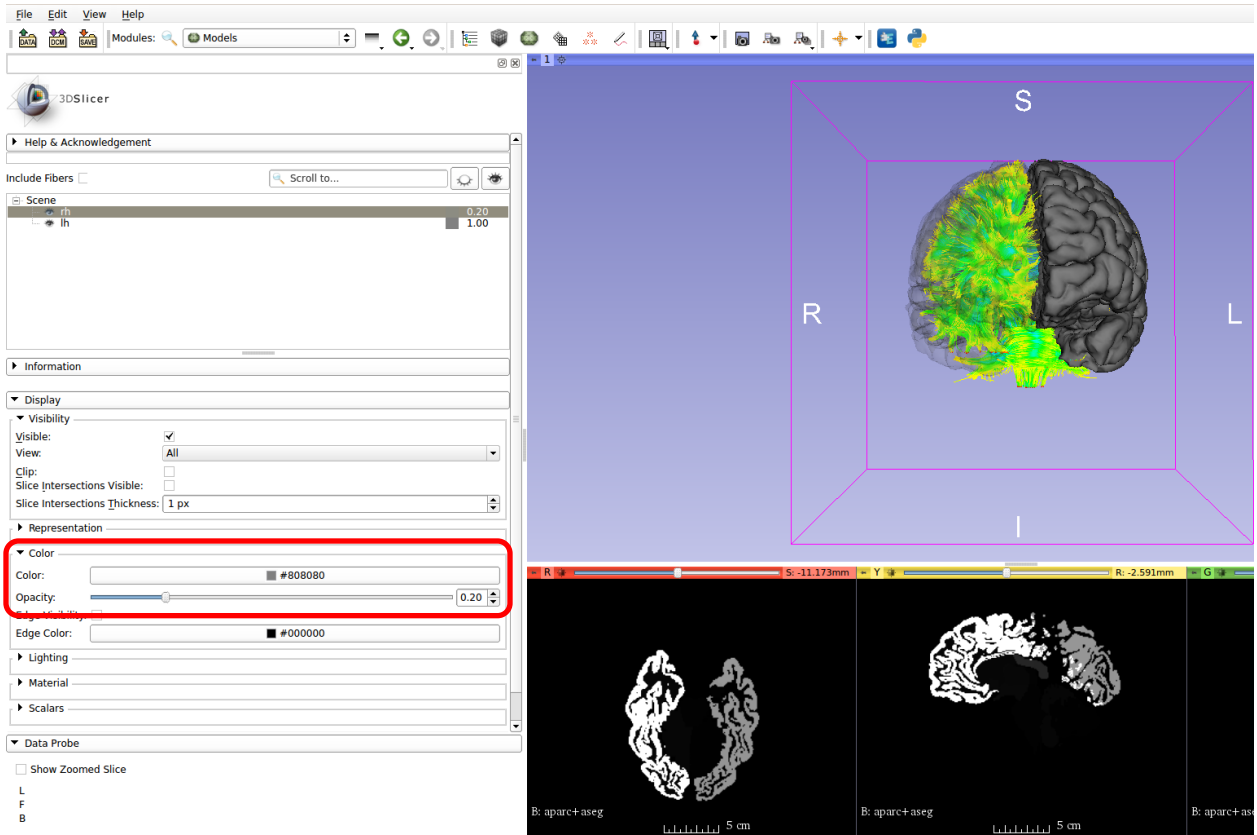 File Edit View Help
DATA DCM SAVE Modules: Models
1
3DSlicer
Help & Acknowledgement
Include Fibers Scroll to...
Scene
rh 0.20
lh 1.00
Information
Display
Visibility
Visible:
View: All
Clip:
Slice Intersections Visible:
Slice Intersections Thickness: 1 px
Representation
Color
Color: #808080
Opacity: 0.20
Edge Visibility:
Edge Color: #000000
Lighting
Material
Scalars
Data Probe
Show Zoomed Slice
L
F
B
S
R
L
I
R S: -11.173mm
Y R: -2.591mm
G
B: aparc+aseg
5 cm
B: aparc+aseg
5 cm
B: aparc+ase